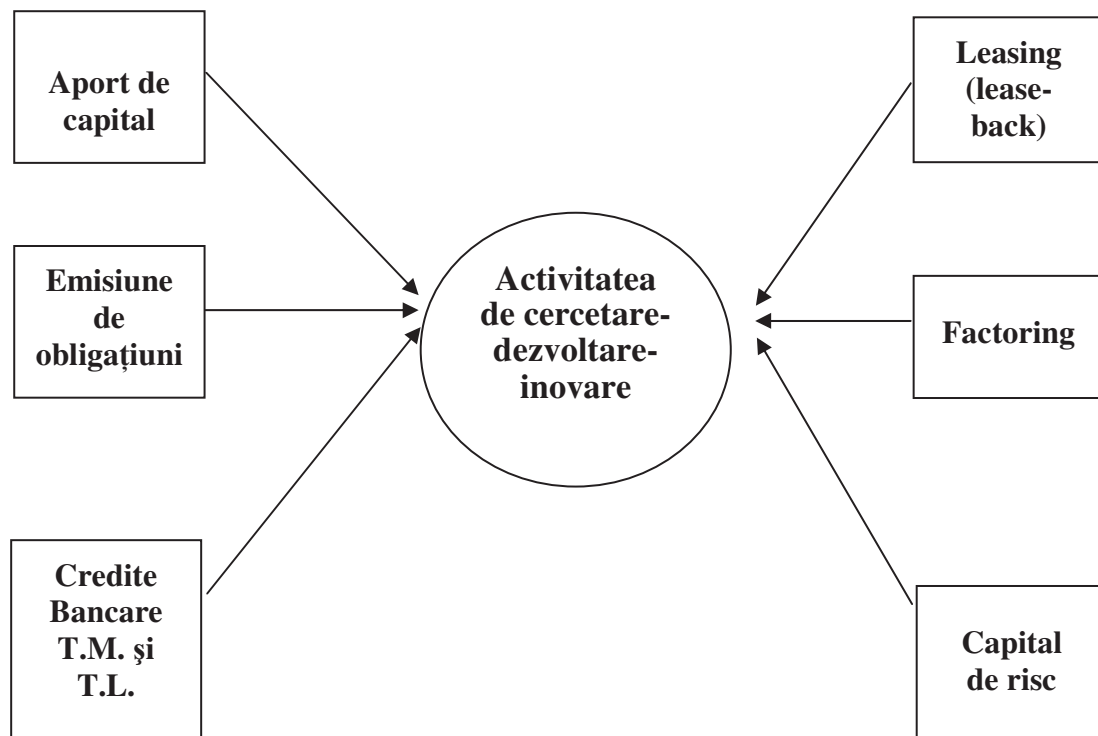 Aport de
capital
Emisiune
de
obligațiuni
Credite
Bancare
T.M. şi
T.L.
Activitatea
de cercetare-
dezvoltare-
inovare
Leasing
(lease-
back)
Factoring
Capital
de risc